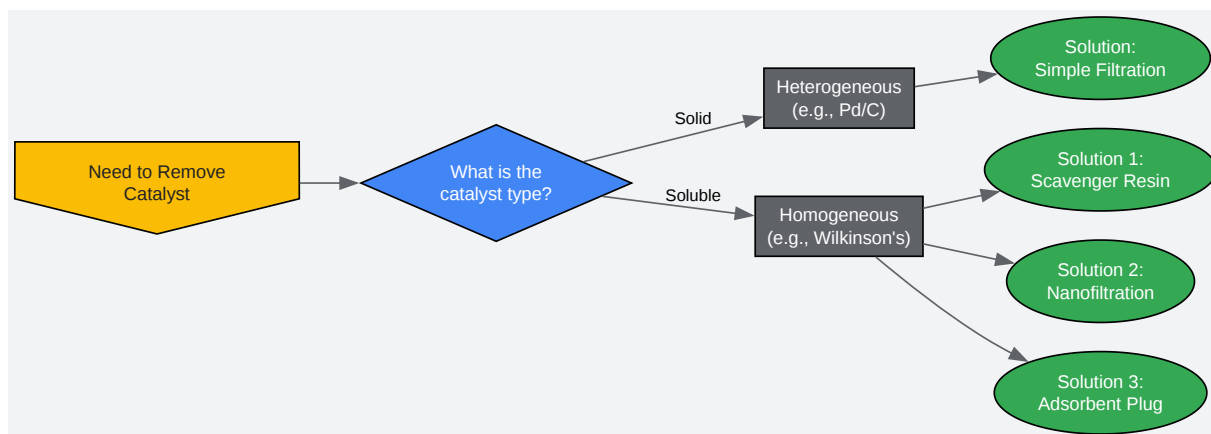 Need to Remove
Catalyst
What is the
catalyst type?
Solid
Soluble
Heterogeneous
(e.g., Pd/C)
Homogeneous
(e.g., Wilkinson's)
Solution:
Simple Filtration
Solution 1:
Scavenger Resin
Solution 2:
Nanofiltration
Solution 3:
Adsorbent Plug